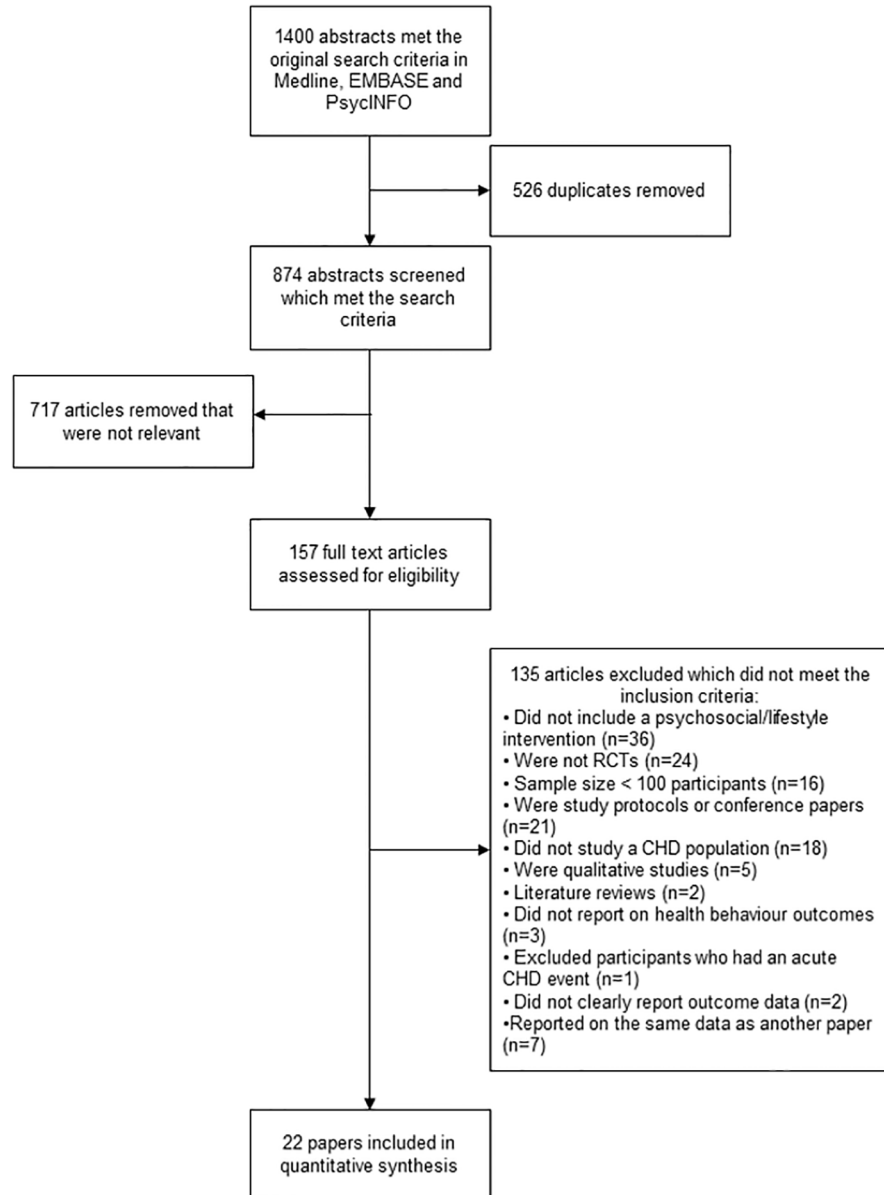 1400 abstracts met the
original search criteria in
Medline, EMBASE and
PsycINFO
526 duplicates removed
874 abstracts screened
which met the search
criteria
717 articles removed that
were not relevant
157 full text articles
assessed for eligibility
135 articles excluded which did not meet the
inclusion criteria:
• Did not include a psychosocial/lifestyle
intervention (n=36)
• Were not RCTs (n=24)
• Sample size < 100 participants (n=16)
• Were study protocols or conference papers
(n=21)
• Did not study a CHD population (n=18)
• Were qualitative studies (n=5)
• Literature reviews (n=2)
• Did not report on health behaviour outcomes
(n=3)
• Excluded participants who had an acute
CHD event (n=1)
• Did not clearly report outcome data (n=2)
•Reported on the same data as another paper
(n=7)
22 papers included in
quantitative synthesis